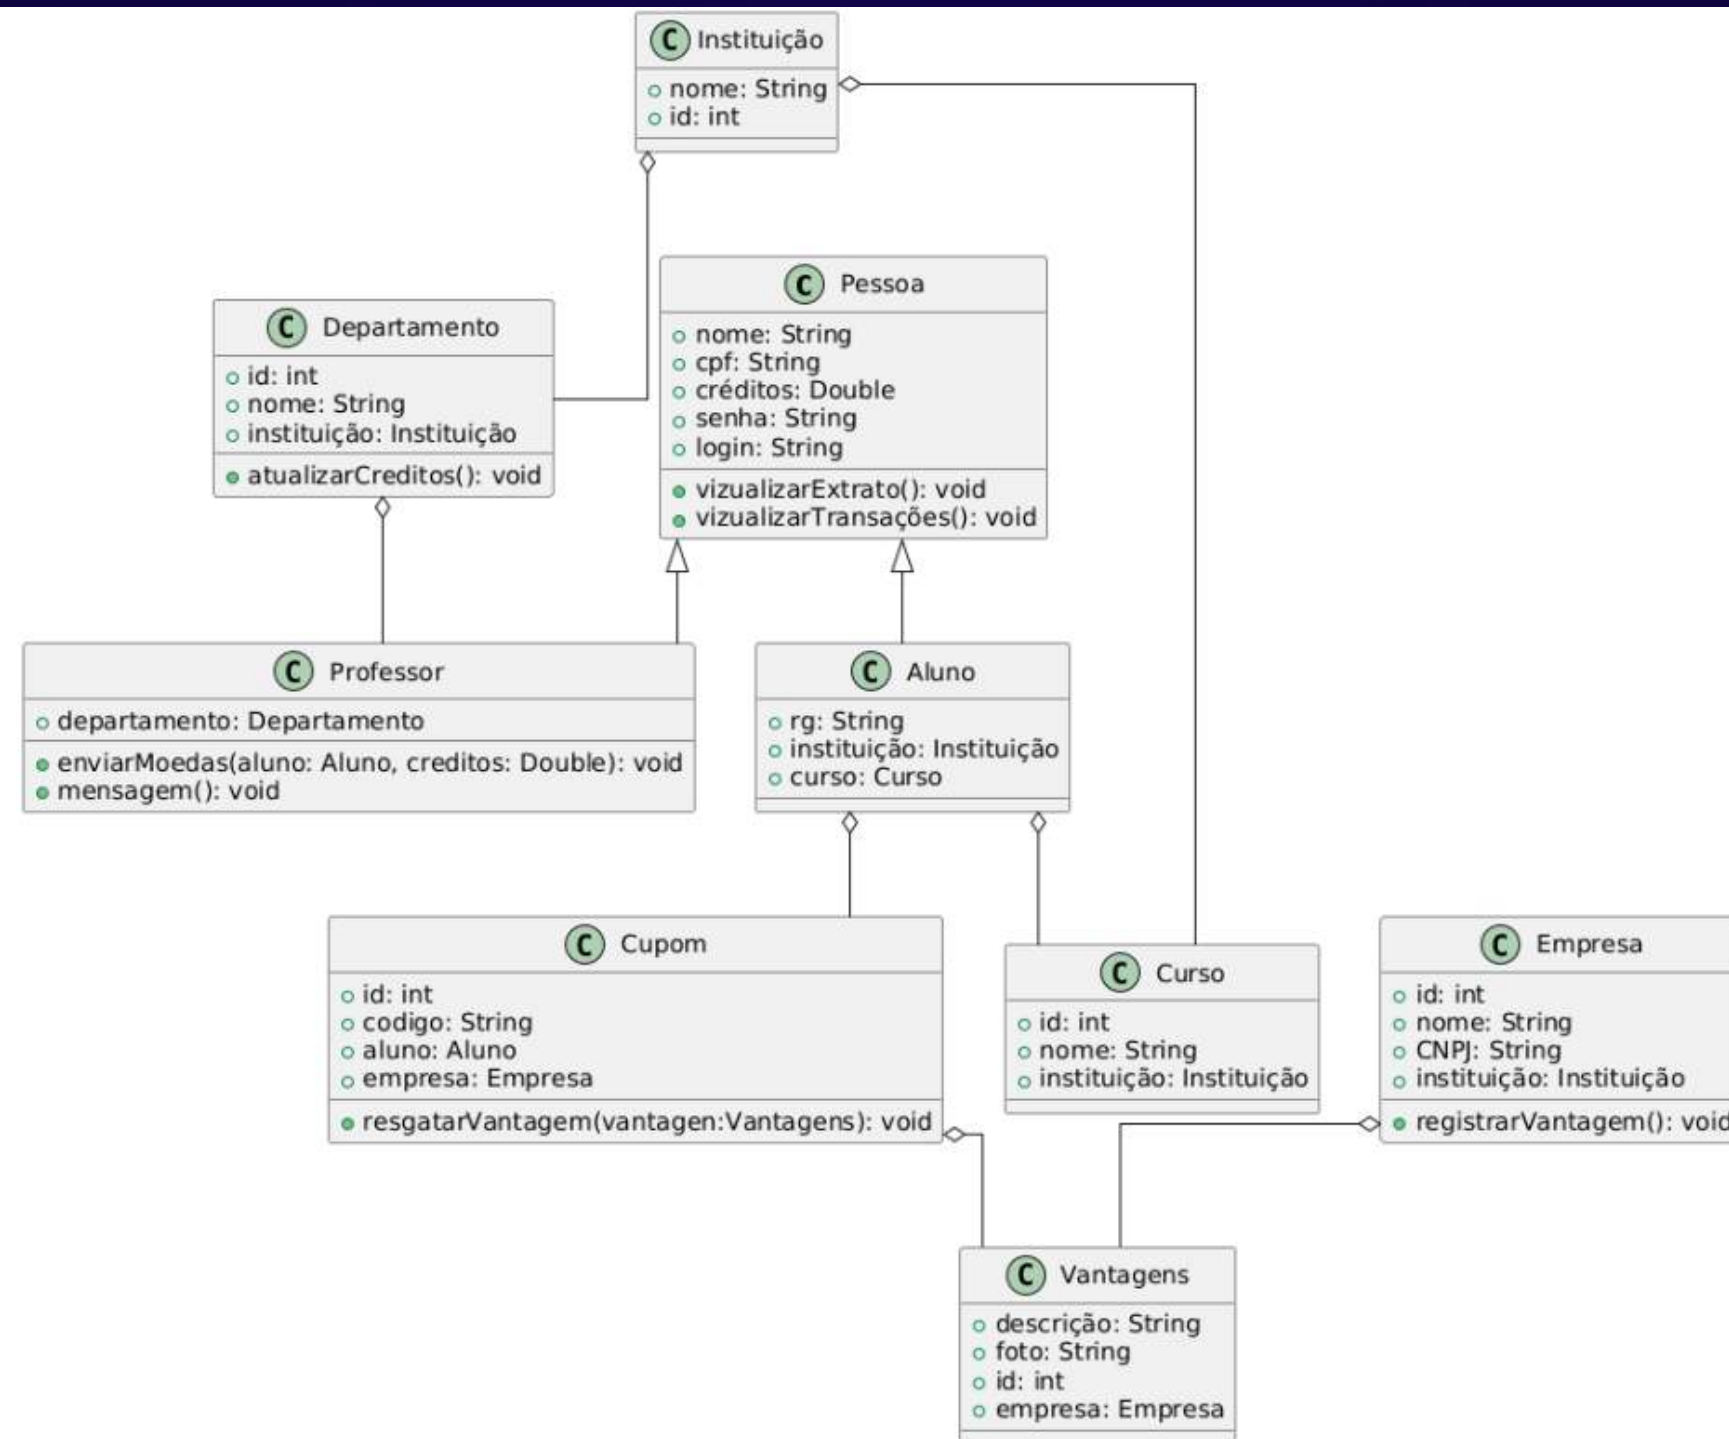 C Instituição
nome: String
id: int
C Pessoa
nome: String
cpf: String
créditos: Double
senha: String
login: String
vizualizarExtrato(): void
vizualizarTransações(): void
C Departamento
id: int
nome: String
instituição: Instituição
atualizarCreditos(): void
C Professor
departamento: Departamento
enviarMoedas(aluno: Aluno, creditos: Double): void
mensagem(): void
C Aluno
rg: String
instituição: Instituição
curso: Curso
C Cupom
id: int
codigo: String
aluno: Aluno
empresa: Empresa
resgatarVantagem(vantagen:Vantagens): void
C Curso
id: int
nome: String
instituição: Instituição
C Empresa
id: int
nome: String
CNPJ: String
instituição: Instituição
registrarVantagem(): void
C Vantagens
descrição: String
foto: String
id: int
empresa: Empresa